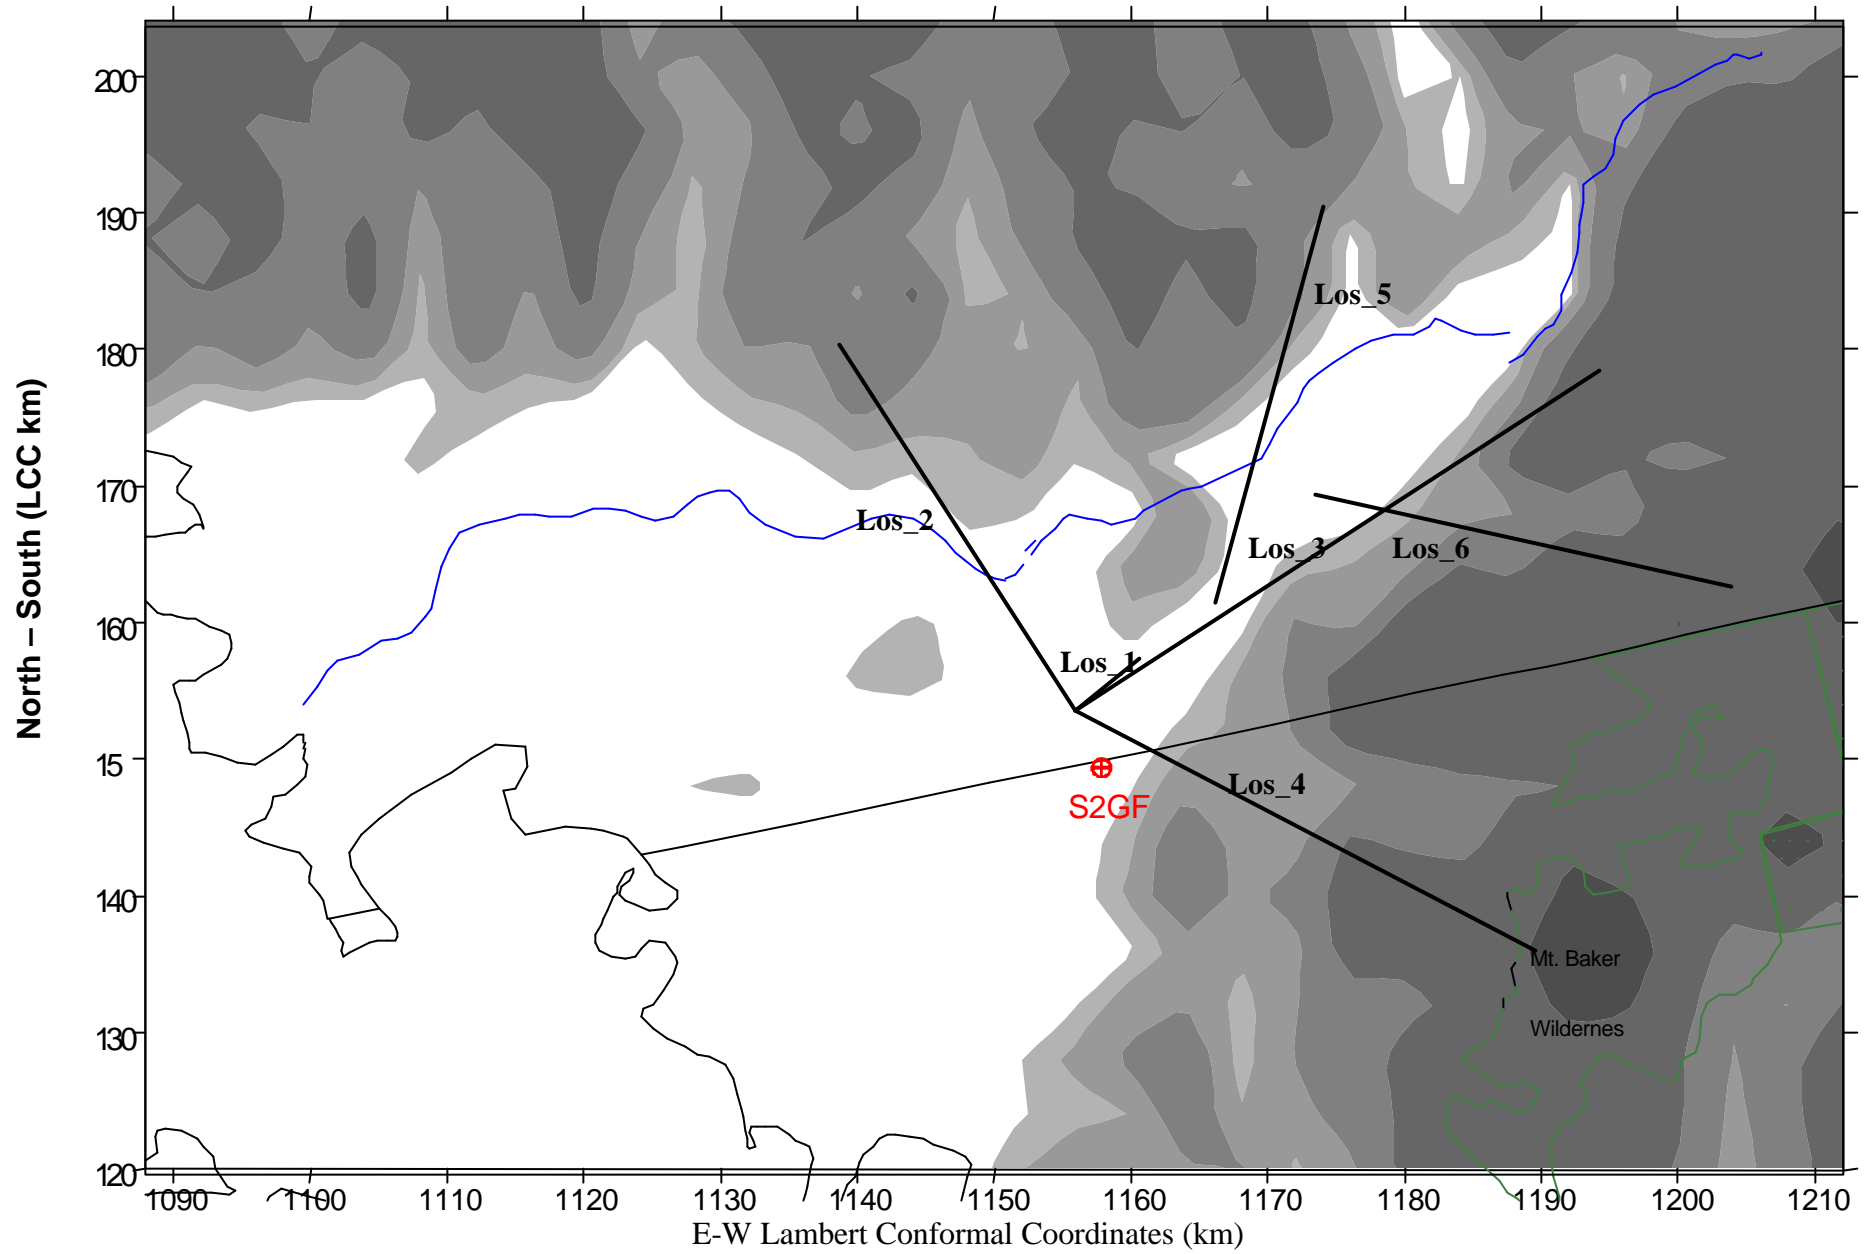 200
190
180
170
160
15
140
130
120
North – South (LCC km)
Los_5
Los_2
Los_3
Los_6
Los_1
Los_4
S2GF
Mt. Baker
Wildernes
1090 1100 1110 1120 1130 1140 1150 1160 1170 1180 1190 1200 1210
E-W Lambert Conformal Coordinates (km)